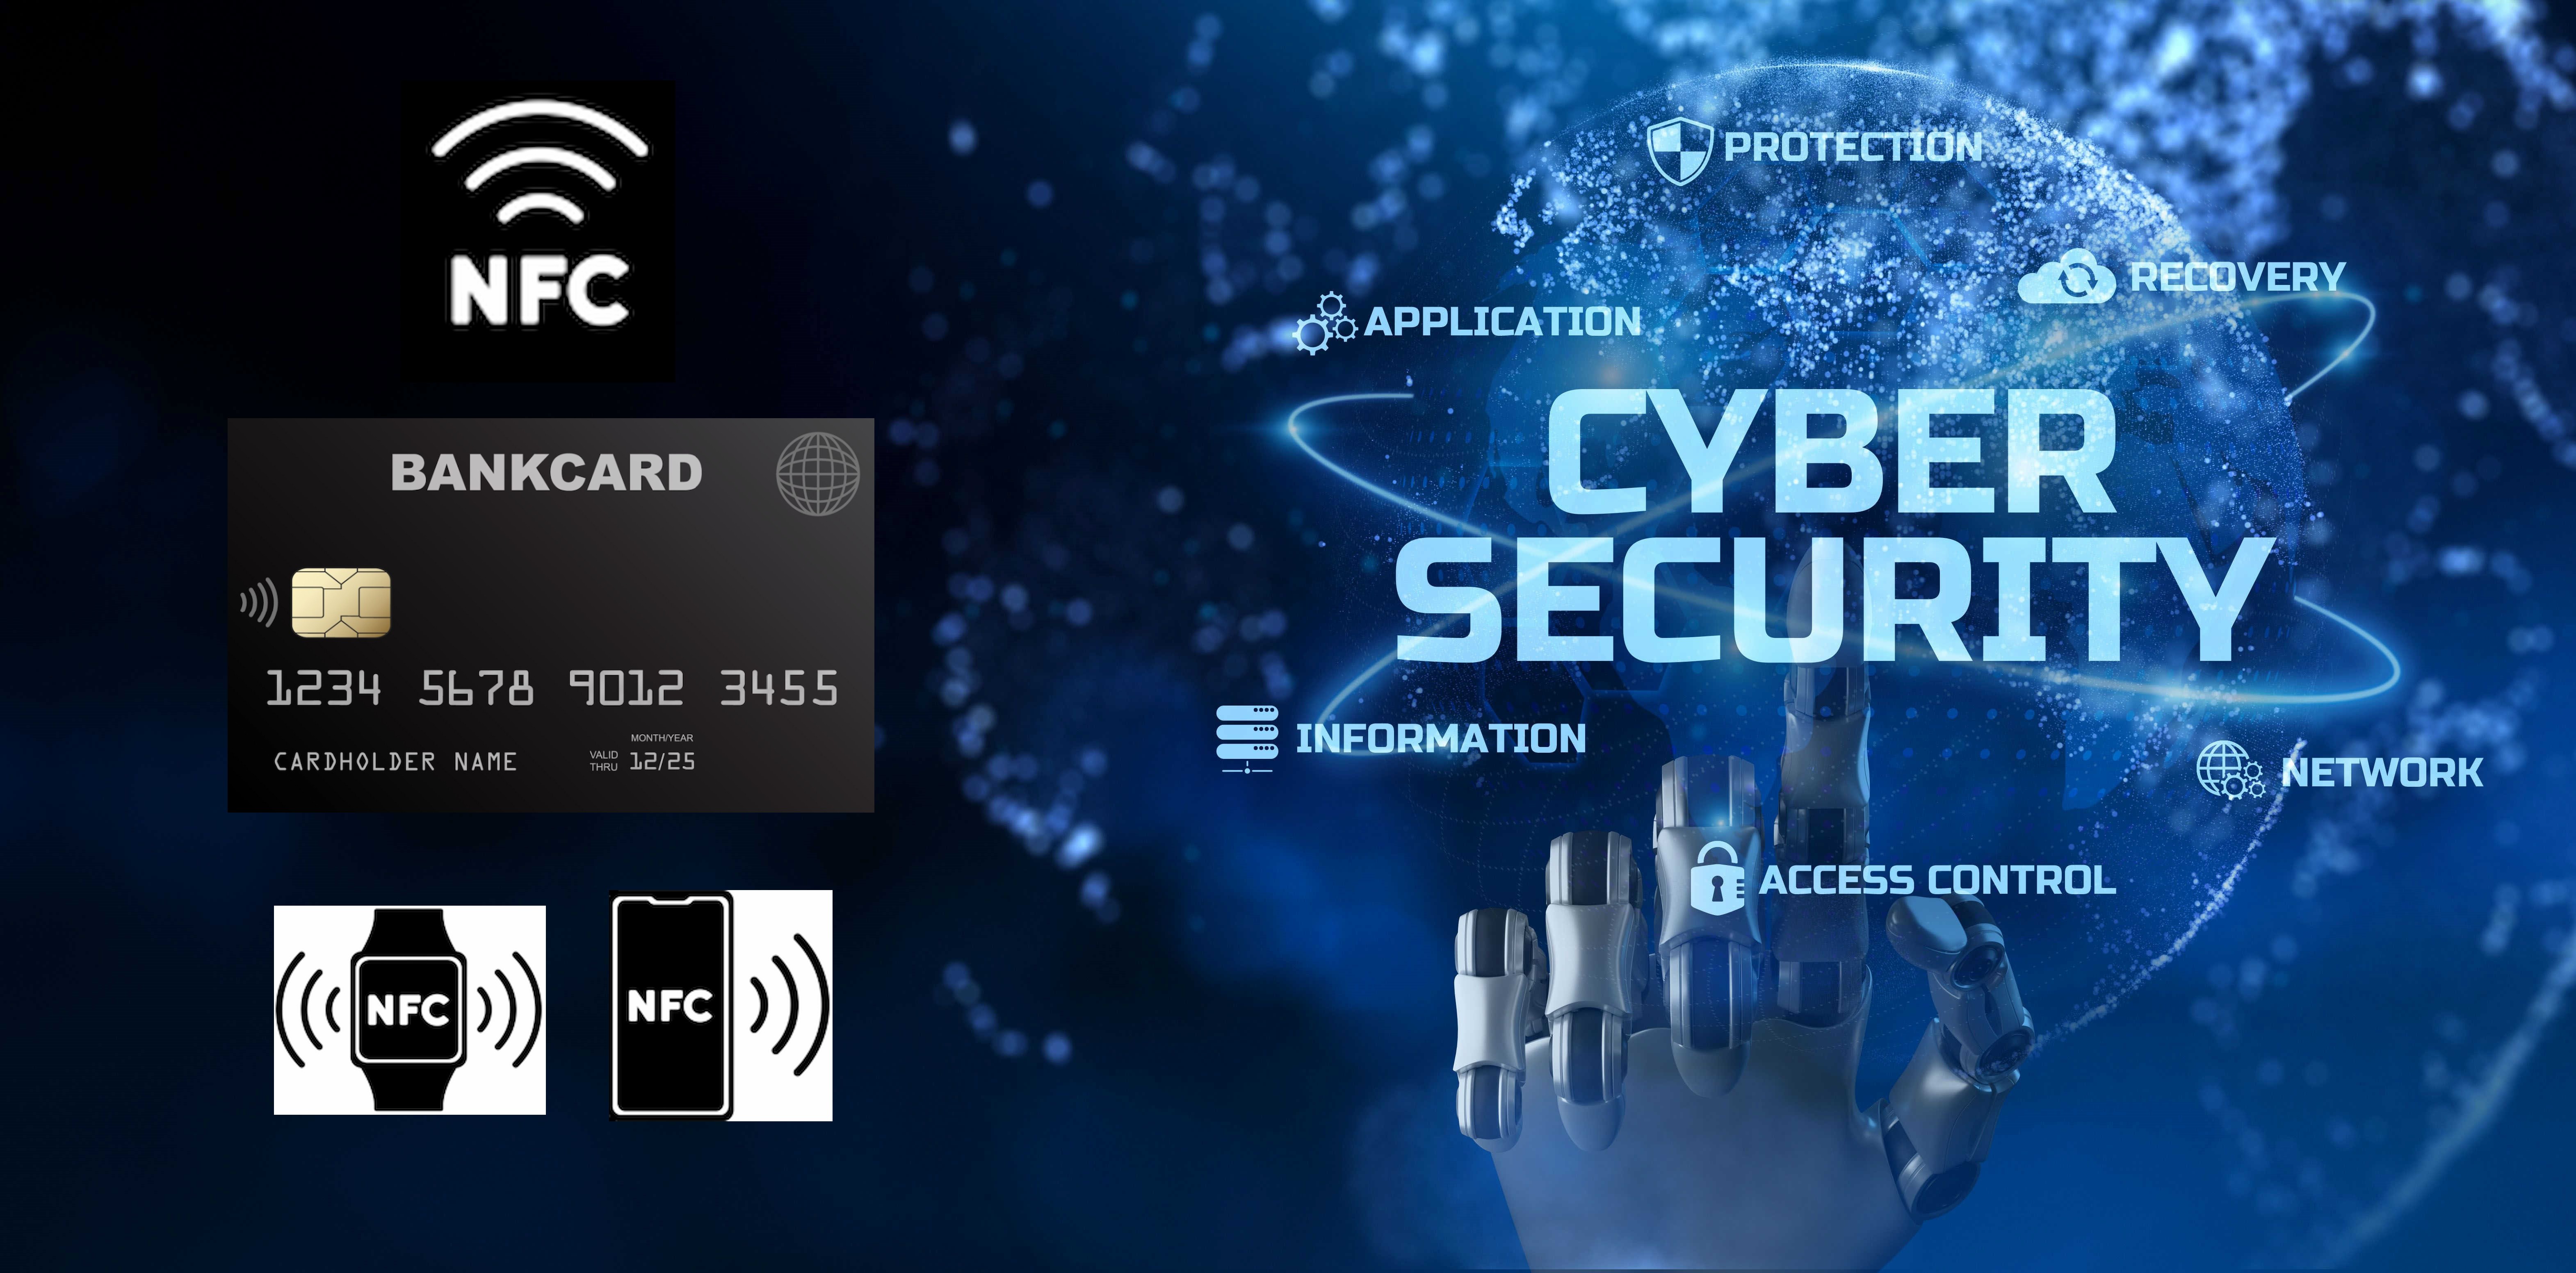 NFC
BANKCARD
1234 5678 9012 3455
MONTH/YEAR
VALID
THRU
12/25
CARDHOLDER NAME
NFC
NFC
PROTECTION
RECOVERY
APPLICATION
CYBER
SECURITY
INFORMATION
NETWORK
ACCESS CONTROL